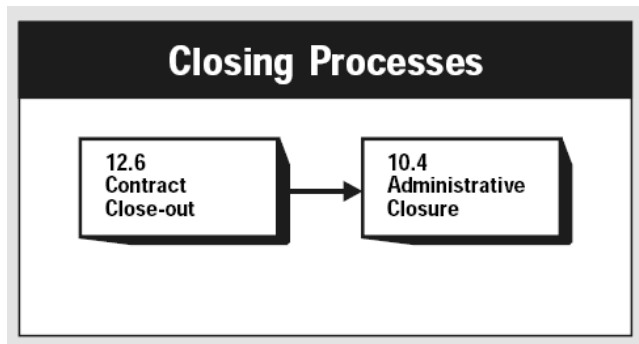 Closing Processes
12.6
Contract
Close-out
10.4
Administrative
Closure